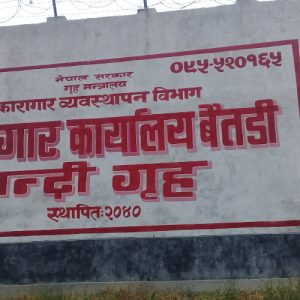 नेपाल सरकार ०९५-५२०१६५
गृह मन्त्रालय
कारागार व्यवस्थापन विभाग
गार कार्यालय बैतडी
न्दी गृह
स्थापितः२०४०